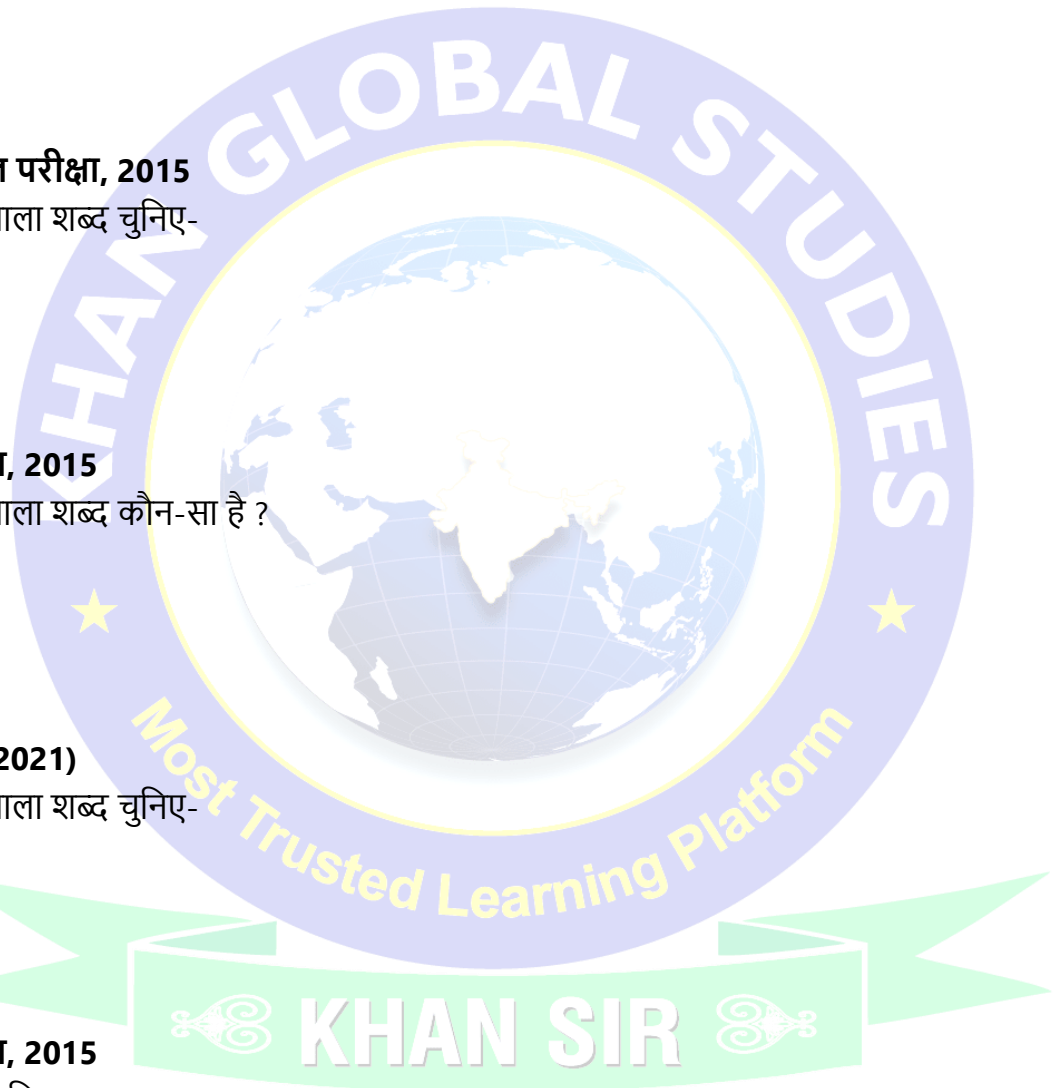 KHAN GLOBAL STUDIES
परीक्षा, 2015
शब्द चुनिए-
, 2015
शब्द कौन-सा है ?
2021)
शब्द चुनिए-
Most Trusted Learning Platform
KHAN SIR
, 2015